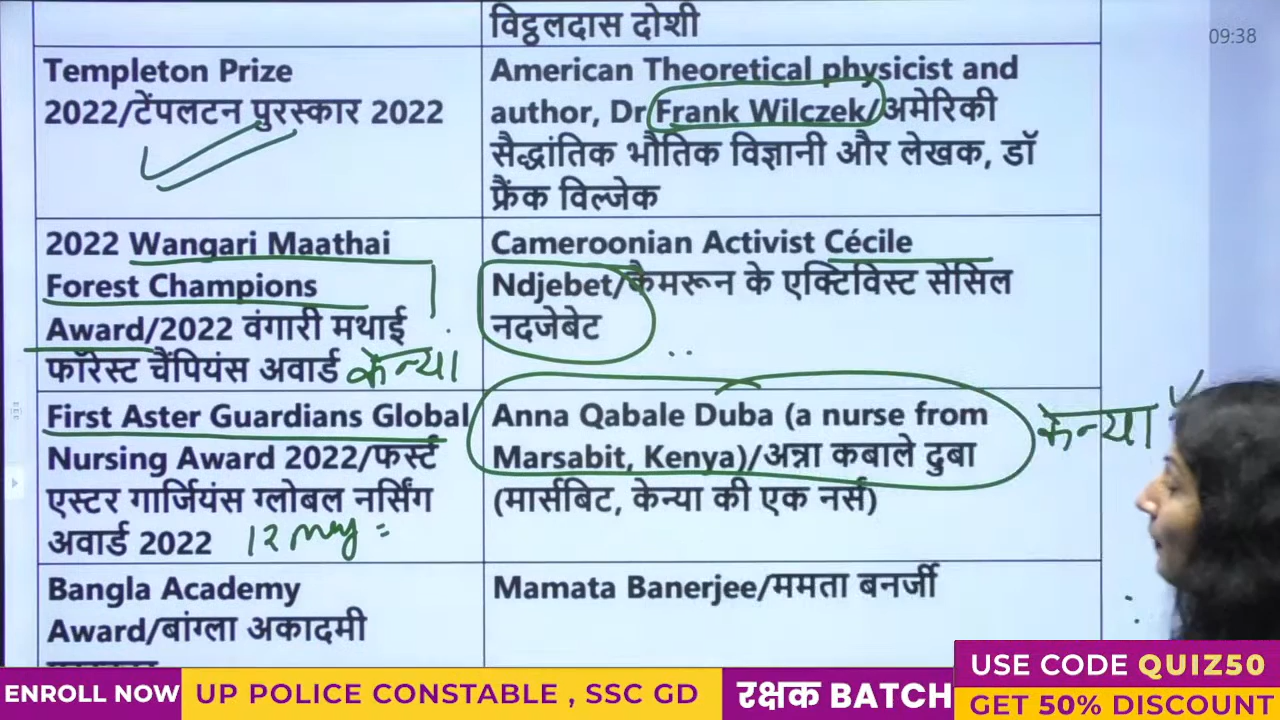 विट्ठलदास दोशी
09:38
Templeton Prize
2022/टेंपलटन पुरस्कार 2022
American Theoretical physicist and
author, Dr Frank Wilczek/अमेरिकी
सैद्धांतिक भौतिक विज्ञानी और लेखक, डॉ
फ्रैंक विल्जेक
2022 Wangari Maathai
Forest Champions
Award/2022 वंगारी मथाई
फॉरेस्ट चैंपियंस अवार्ड केन्या
Cameroonian Activist Cécile
Ndjebet/कैमरून के एक्टिविस्ट सेसिल
नदजेबेट
First Aster Guardians Global
Nursing Award 2022/फर्स्ट
एस्टर गार्जियंस ग्लोबल नर्सिंग
अवार्ड 2022 12 may =
Anna Qabale Duba (a nurse from
Marsabit, Kenya)/अन्ना कबाले दुबा
(मार्सबिट, केन्या की एक नर्स)
केन्या
Bangla Academy
Award/बांग्ला अकादमी
Mamata Banerjee/ममता बनर्जी
ENROLL NOW
UP POLICE CONSTABLE , SSC GD
रक्षक BATCH
USE CODE QUIZ50
GET 50% DISCOUNT